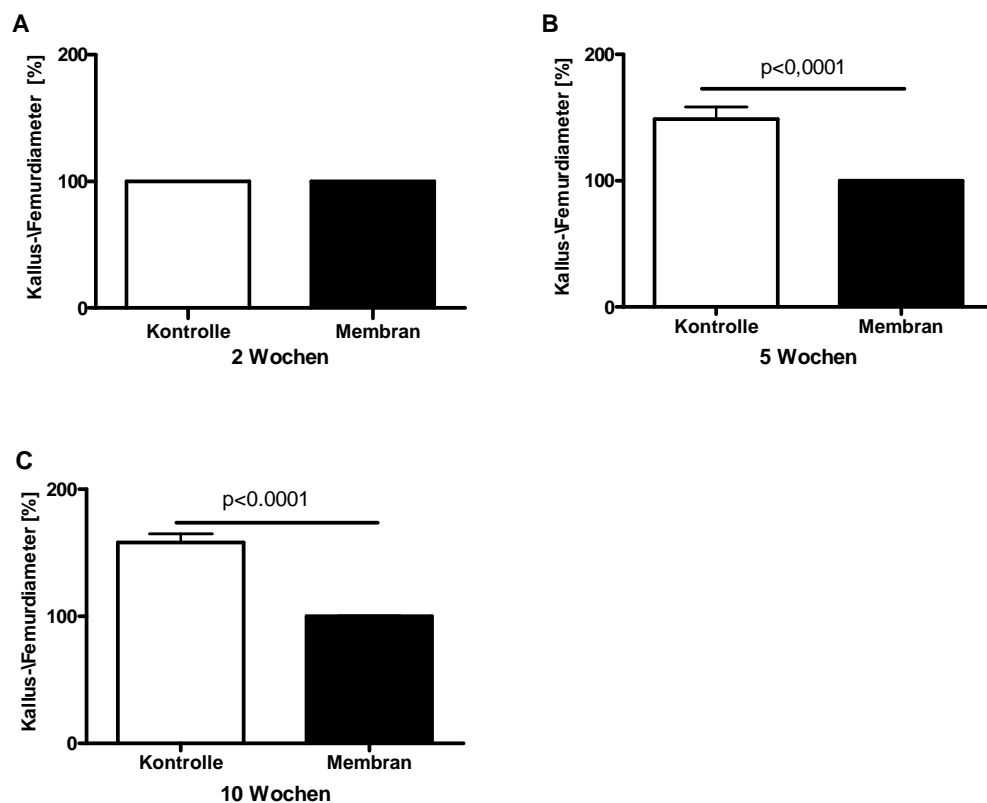 A
Kallus-\Femurdiameter [%]
200
100
0
Kontrolle
Membran
2 Wochen
B
Kallus-\Femurdiameter [%]
200
100
0
p<0,0001
Kontrolle
Membran
5 Wochen
C
Kallus-\Femurdiameter [%]
200
100
0
p<0.0001
Kontrolle
Membran
10 Wochen